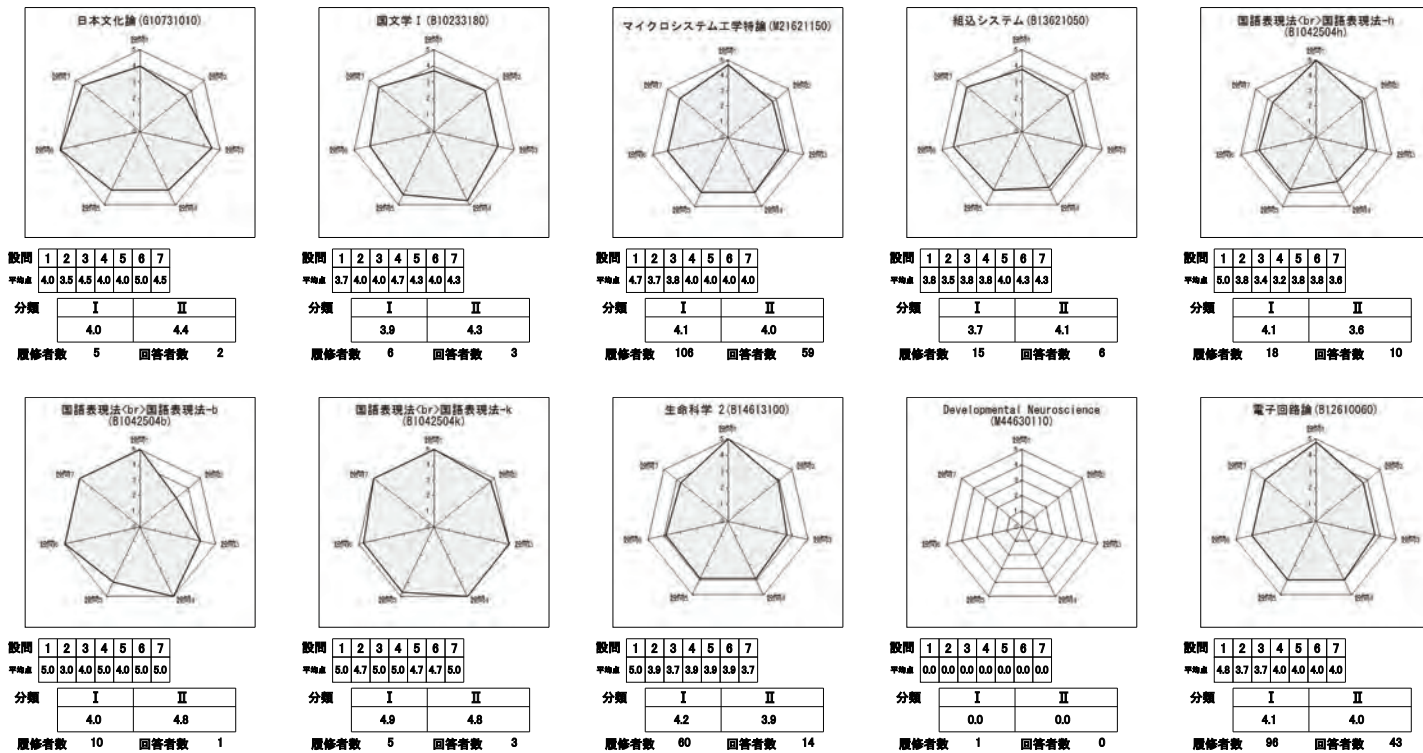 日本文化論(G10731010)
設問 1 2 3 4 5 6 7
平均点 4.0 3.5 4.5 4.0 4.0 5.0 4.5
分類 I II
4.0 4.4
履修者数 5 回答者数 2
国文学 I (B10233180)
設問 1 2 3 4 5 6 7
平均点 3.7 4.0 4.0 4.7 4.3 4.0 4.3
分類 I II
3.9 4.3
履修者数 6 回答者数 3
マイクロシステム工学特論(M21621150)
設問 1 2 3 4 5 6 7
平均点 4.7 3.7 3.8 4.0 4.0 4.0 4.0
分類 I II
4.1 4.0
履修者数 106 回答者数 59
組込システム(B13621050)
設問 1 2 3 4 5 6 7
平均点 3.8 3.5 3.8 3.8 4.0 4.3 4.3
分類 I II
3.7 4.1
履修者数 15 回答者数 6
国語表現法<br>国語表現法-h
(B1042504h)
設問 1 2 3 4 5 6 7
平均点 5.0 3.8 3.4 3.2 3.8 3.8 3.6
分類 I II
4.1 3.6
履修者数 18 回答者数 10
国語表現法<br>国語表現法-b
(B1042504b)
設問 1 2 3 4 5 6 7
平均点 5.0 3.0 4.0 5.0 4.0 5.0 5.0
分類 I II
4.0 4.8
履修者数 10 回答者数 1
国語表現法<br>国語表現法-k
(B1042504k)
設問 1 2 3 4 5 6 7
平均点 5.0 4.7 5.0 5.0 4.7 4.7 5.0
分類 I II
4.9 4.8
履修者数 5 回答者数 3
生命科学 2(B14613100)
設問 1 2 3 4 5 6 7
平均点 5.0 3.9 3.7 3.9 3.9 3.9 3.7
分類 I II
4.2 3.9
履修者数 60 回答者数 14
Developmental Neuroscience
(M44630110)
設問 1 2 3 4 5 6 7
平均点 0.0 0.0 0.0 0.0 0.0 0.0 0.0
分類 I II
0.0 0.0
履修者数 1 回答者数 0
電子回路論(B12610060)
設問 1 2 3 4 5 6 7
平均点 4.8 3.7 3.7 4.0 4.0 4.0 4.0
分類 I II
4.1 4.0
履修者数 96 回答者数 43